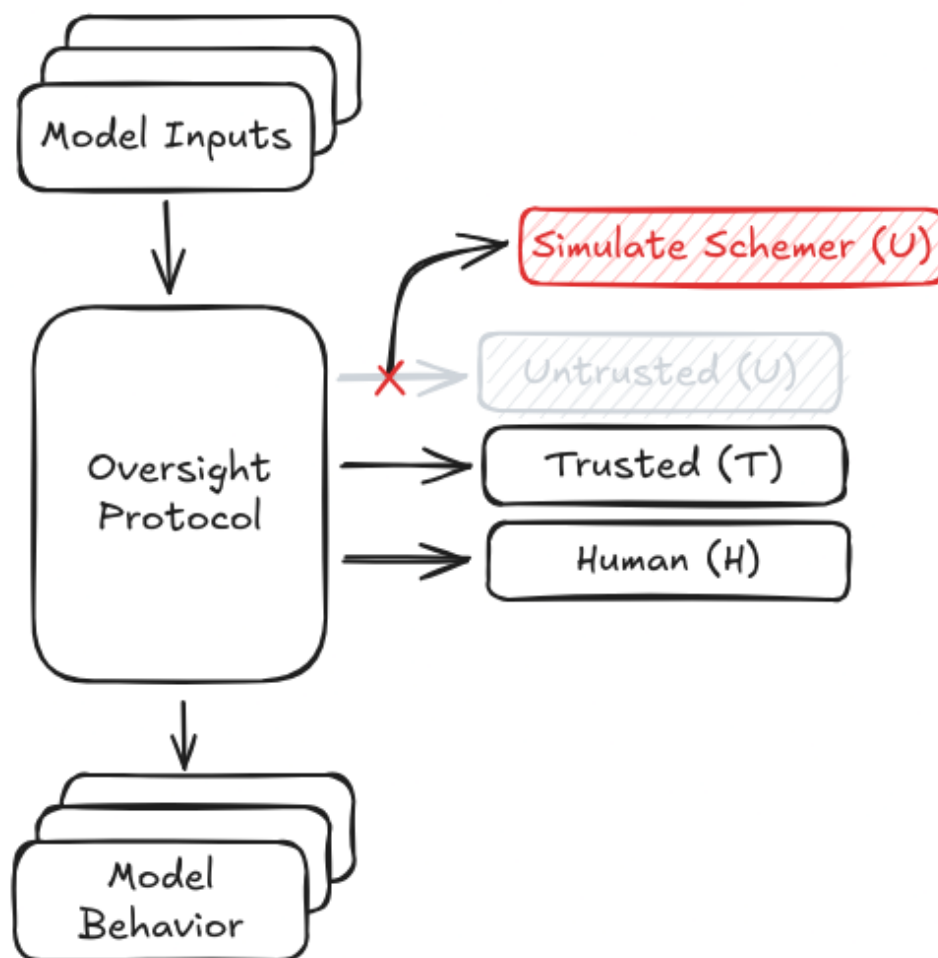 Model Inputs
Simulate Schemer (U)
Untrusted (U)
Oversight
Protocol
Trusted (T)
Human (H)
Model
Behavior